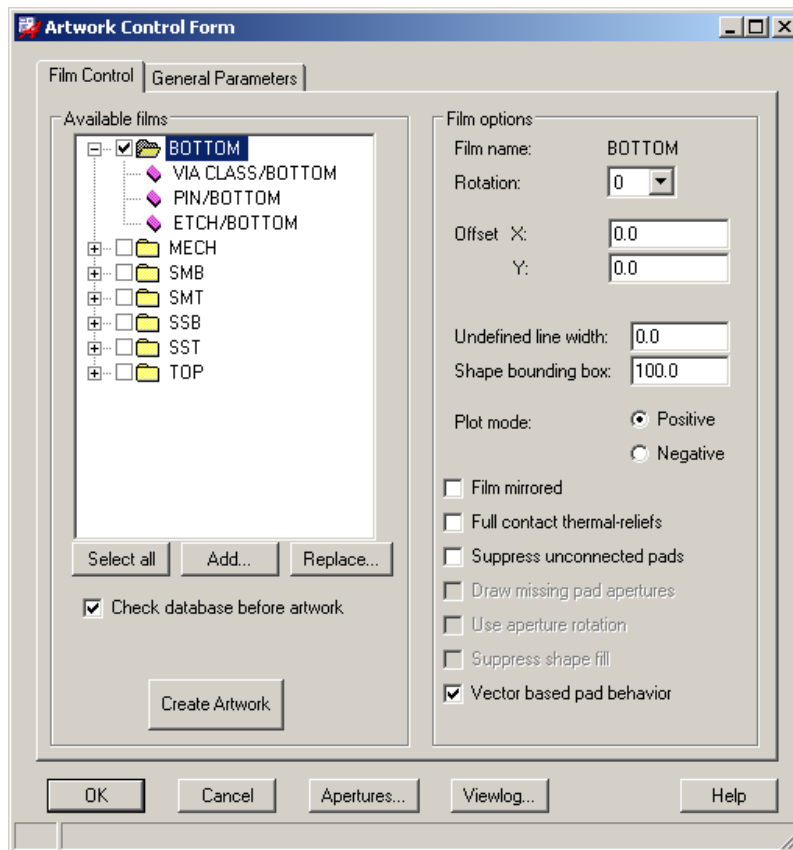 Artwork Control Form
Film Control
General Parameters
Available films
BOTTOM
VIA CLASS/BOTTOM
PIN/BOTTOM
ETCH/BOTTOM
MECH
SMB
SMT
SSB
SST
TOP
Select all
Add...
Replace...
Check database before artwork
Create Artwork
Film options
Film name: BOTTOM
Rotation: 0
Offset X: 0.0
Y: 0.0
Undefined line width: 0.0
Shape bounding box: 100.0
Plot mode: Positive
Negative
Film mirrored
Full contact thermal-reliefs
Suppress unconnected pads
Draw missing pad apertures
Use aperture rotation
Suppress shape fill
Vector based pad behavior
OK
Cancel
Apertures...
Viewlog...
Help